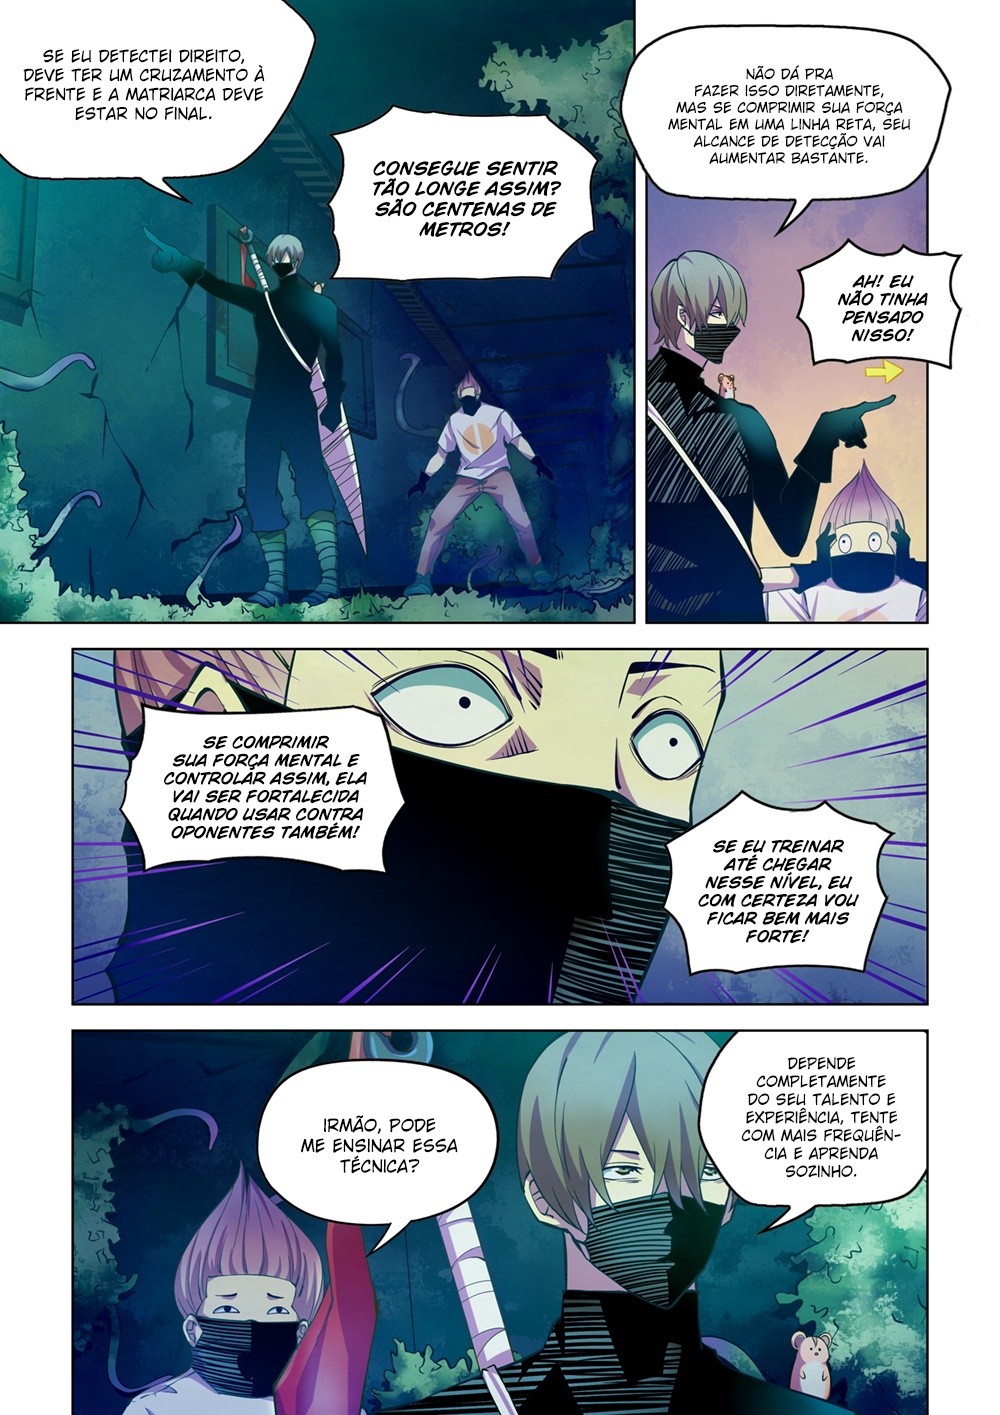 SE EU DETECTEI DIREITO,
DEVE TER UM CRUZAMENTO À
FRENTE E A MATRIARCA DEVE
ESTAR NO FINAL.
CONSEGUE SENTIR
TÃO LONGE ASSIM?
SÃO CENTENAS DE
METROS!
NÃO DÁ PRA
FAZER ISSO DIRETAMENTE,
MAS SE COMPRIMIR SUA FORÇA
MENTAL EM UMA LINHA RETA, SEU
ALCANCE DE DETECÇÃO VAI
AUMENTAR BASTANTE.
AH! EU
NÃO TINHA
PENSADO
NISSO!
SE COMPRIMIR
SUA FORÇA MENTAL E
CONTROLAR ASSIM, ELA
VAI SER FORTALECIDA
QUANDO USAR CONTRA
OPONENTES TAMBÉM!
SE EU TREINAR
ATÉ CHEGAR
NESSE NÍVEL, EU
COM CERTEZA VOU
FICAR BEM MAIS
FORTE!
IRMÃO, PODE
ME ENSINAR ESSA
TÉCNICA?
DEPENDE
COMPLETAMENTE
DO SEU TALENTO E
EXPERIÊNCIA, TENTE
COM MAIS FREQUÊN-
CIA E APRENDA
SOZINHO.